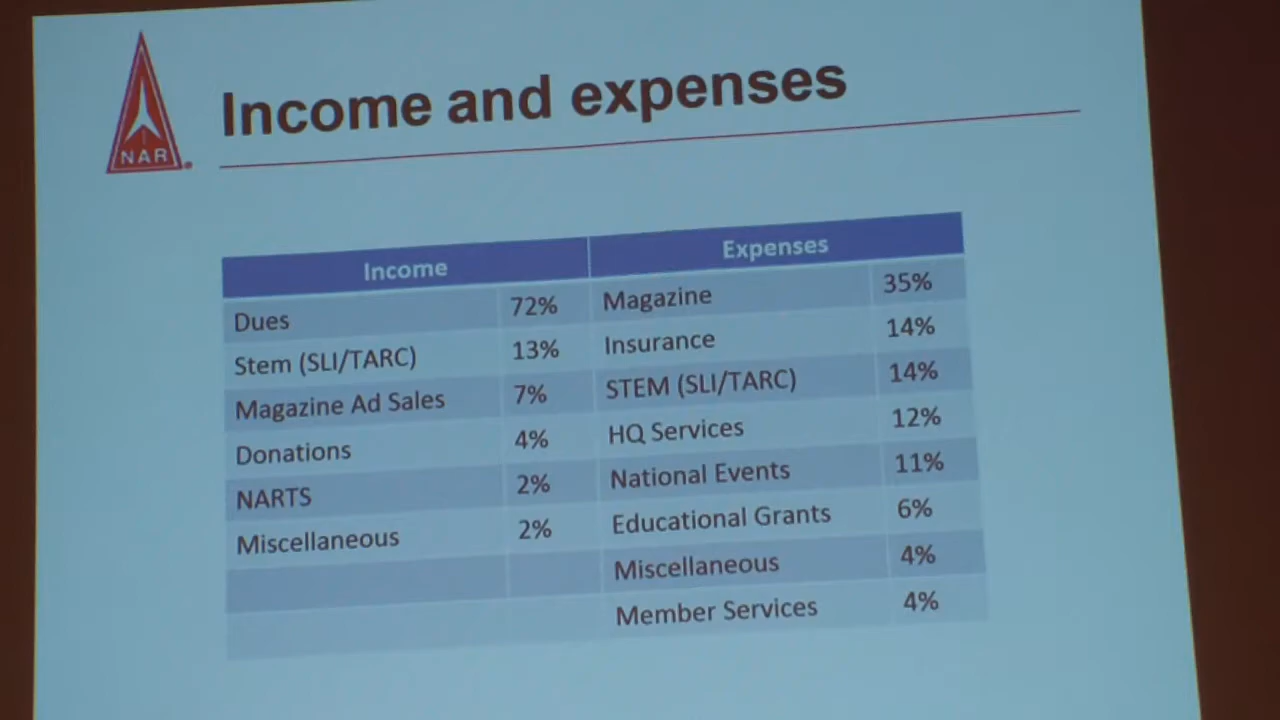 NAR
Income and expenses
Income Expenses
Dues 72% Magazine 35%
Stem (SLI/TARC) 13% Insurance 14%
Magazine Ad Sales 7% STEM (SLI/TARC) 14%
Donations 4% HQ Services 12%
NARTS 2% National Events 11%
Miscellaneous 2% Educational Grants 6%
Miscellaneous 4%
Member Services 4%